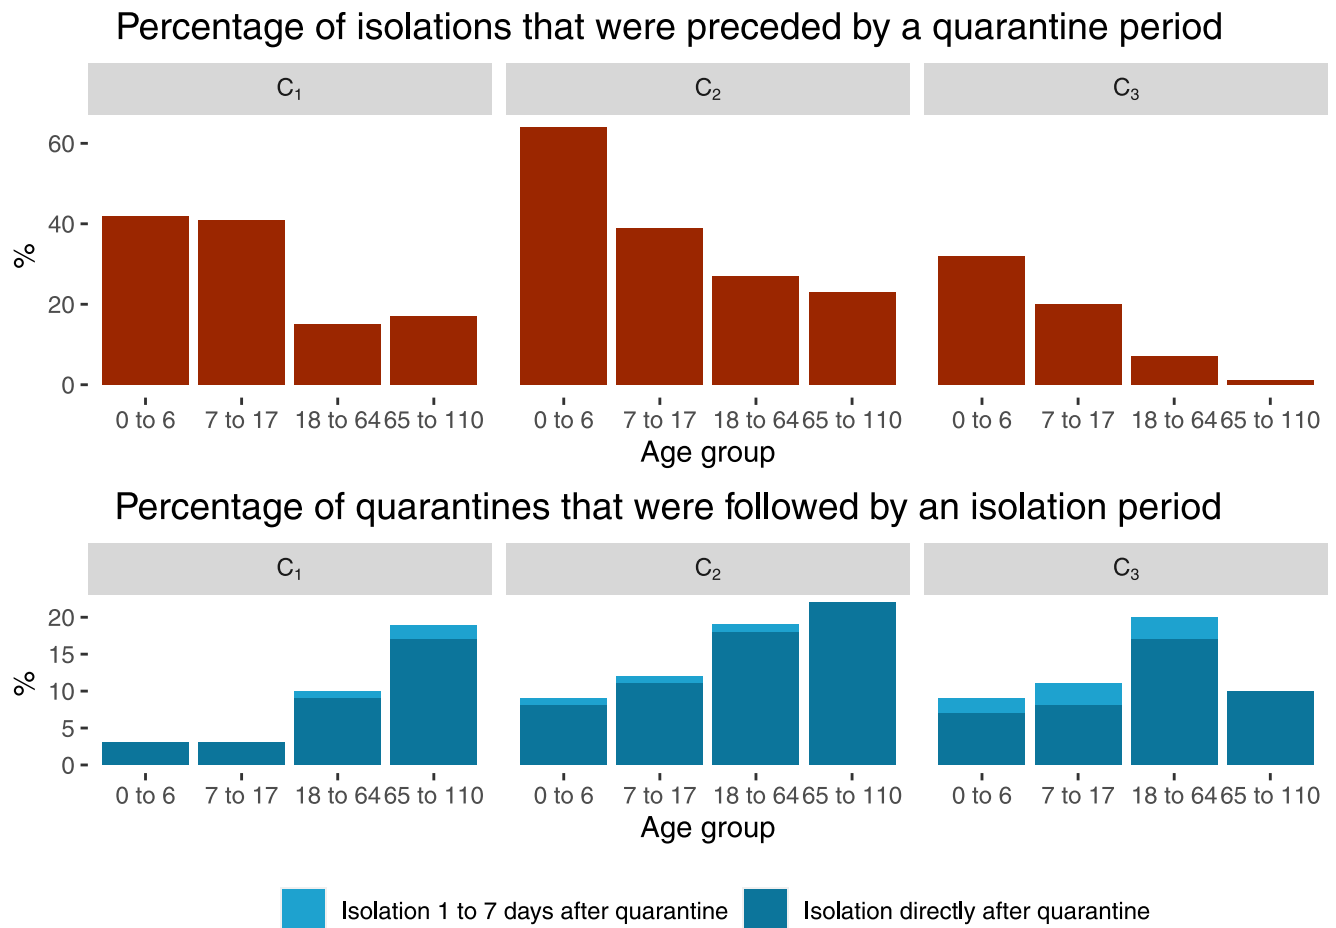 Percentage of isolations that were preceded by a quarantine period
C₁ C₂ C₃
60
40
20
0
%
0 to 6 7 to 17 18 to 64 65 to 110 0 to 6 7 to 17 18 to 64 65 to 110 0 to 6 7 to 17 18 to 64 65 to 110
Age group
Percentage of quarantines that were followed by an isolation period
C₁ C₂ C₃
20
15
10
5
0
%
0 to 6 7 to 17 18 to 64 65 to 110 0 to 6 7 to 17 18 to 64 65 to 110 0 to 6 7 to 17 18 to 64 65 to 110
Age group
Isolation 1 to 7 days after quarantine Isolation directly after quarantine